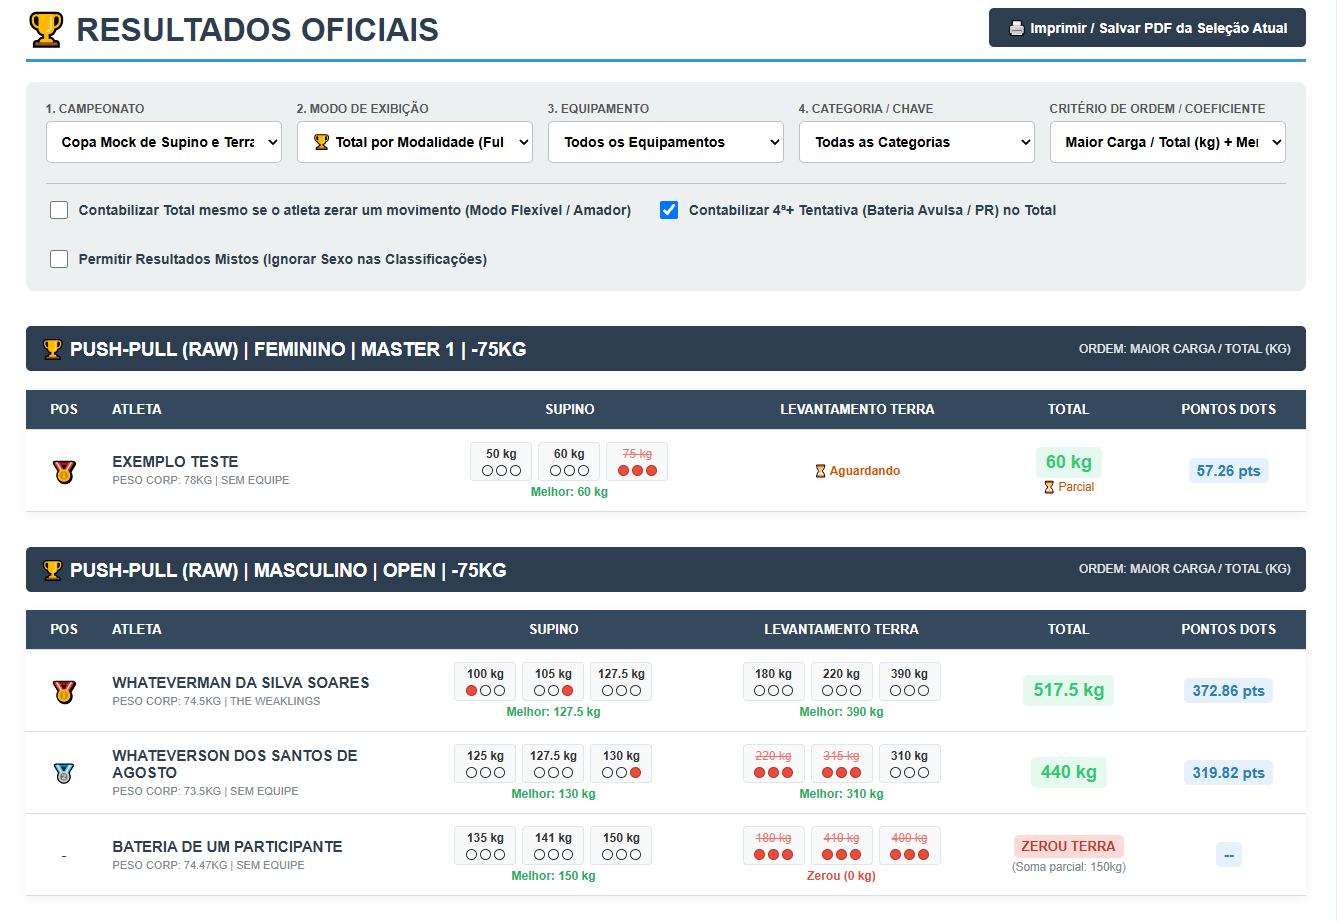 RESULTADOS OFICIAIS
Imprimir / Salvar PDF da Seleção Atual
1. CAMPEONATO
2. MODO DE EXIBIÇÃO
3. EQUIPAMENTO
4. CATEGORIA / CHAVE
CRITÉRIO DE ORDEM / COEFICIENTE
Copa Mock de Supino e Terra
Total por Modalidade (Ful
Todos os Equipamentos
Todas as Categorias
Maior Carga / Total (kg) + Me
Contabilizar Total mesmo se o atleta zerar um movimento (Modo Flexível / Amador)
Contabilizar 4ª+ Tentativa (Bateria Avulsa / PR) no Total
Permitir Resultados Mistos (Ignorar Sexo nas Classificações)
PUSH-PULL (RAW) | FEMININO | MASTER 1 | -75KG
ORDEM: MAIOR CARGA / TOTAL (KG)
POS ATLETA SUPINO LEVANTAMENTO TERRA TOTAL PONTOS DOTS
EXEMPLO TESTE
PESO CORP: 78KG | SEM EQUIPE
50 kg 60 kg 75 kg
Melhor: 60 kg
Aguardando
60 kg
Parcial
57.26 pts
PUSH-PULL (RAW) | MASCULINO | OPEN | -75KG
ORDEM: MAIOR CARGA / TOTAL (KG)
POS ATLETA SUPINO LEVANTAMENTO TERRA TOTAL PONTOS DOTS
WHATEVERMAN DA SILVA SOARES
PESO CORP: 74.5KG | THE WEAKLINGS
100 kg 105 kg 127.5 kg
Melhor: 127.5 kg
180 kg 220 kg 390 kg
Melhor: 390 kg
517.5 kg
372.86 pts
WHATEVERSON DOS SANTOS DE
AGOSTO
PESO CORP: 73.5KG | SEM EQUIPE
125 kg 127.5 kg 130 kg
Melhor: 130 kg
220 kg 315 kg 310 kg
Melhor: 310 kg
440 kg
319.82 pts
-
BATERIA DE UM PARTICIPANTE
PESO CORP: 74.47KG | SEM EQUIPE
135 kg 141 kg 150 kg
Melhor: 150 kg
180 kg 410 kg 400 kg
Zerou (0 kg)
ZEROU TERRA
(Soma parcial: 150kg)
--